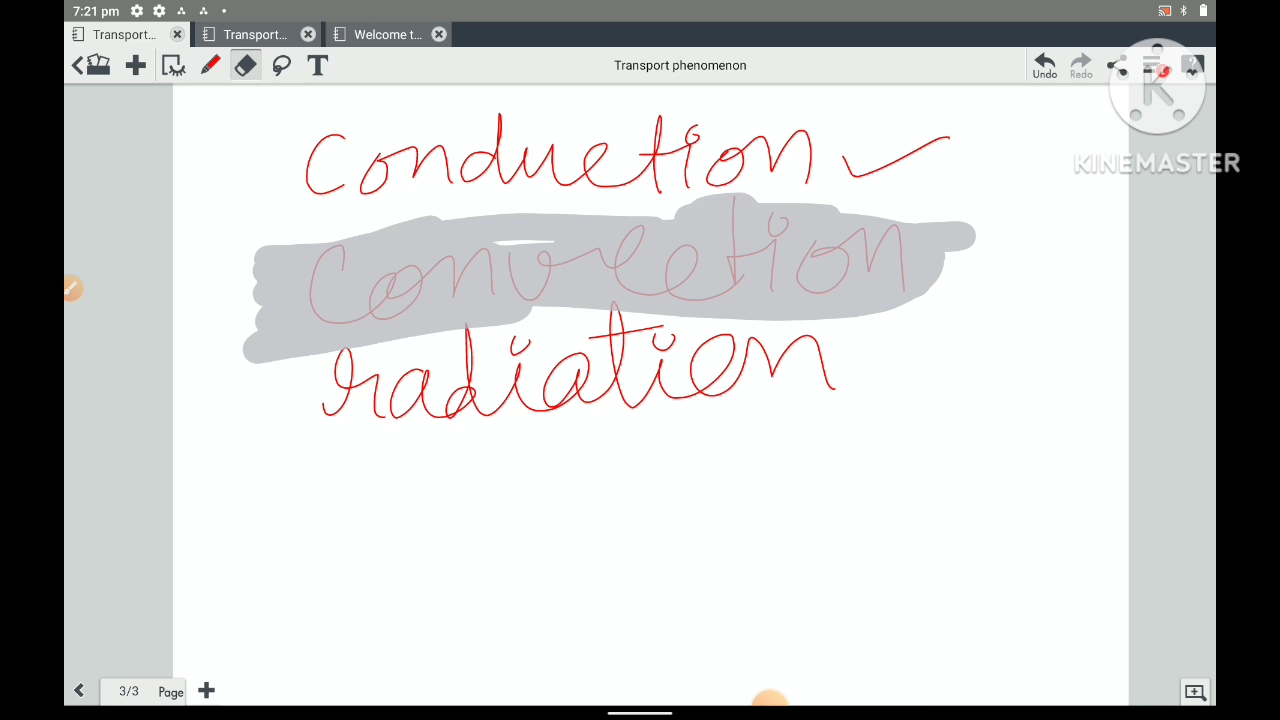 7:21 pm
Transport... Transport... Welcome t...
T Transport phenomenon Undo Redo
K
KINEMASTER
Conduction
Convection
radiation
3/3 Page